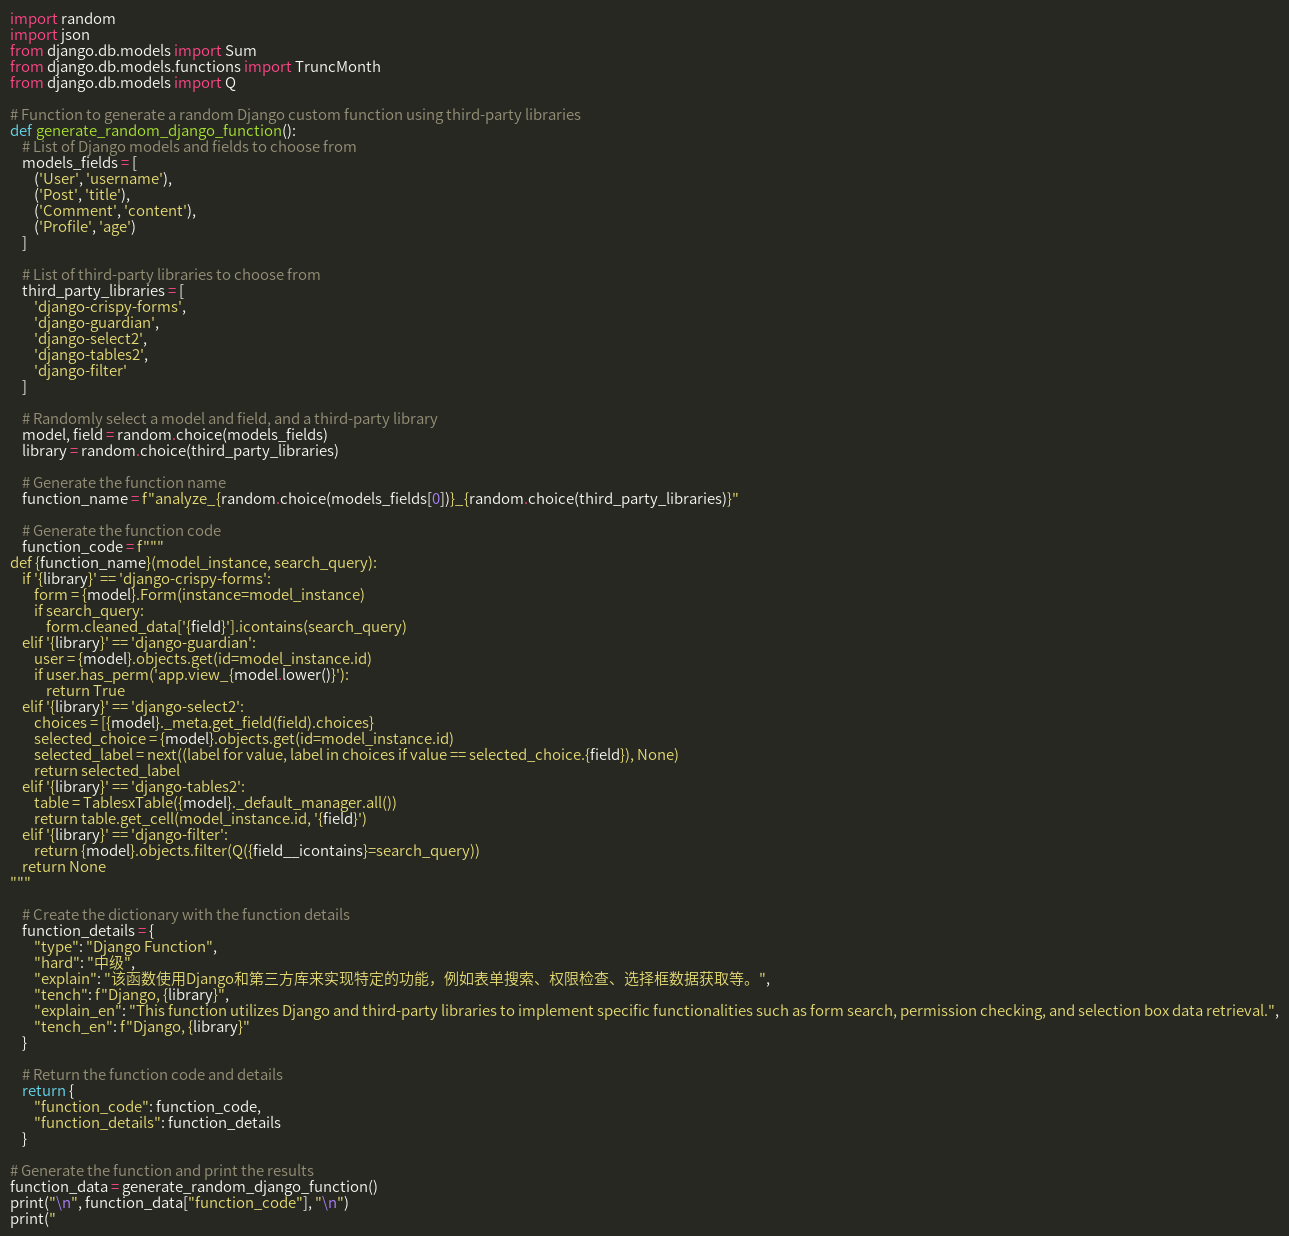 import random
import json
from django.db.models import Sum
from django.db.models.functions import TruncMonth
from django.db.models import Q

# Function to generate a random Django custom function using third-party libraries
def generate_random_django_function():
    # List of Django models and fields to choose from
    models_fields = [
        ('User', 'username'),
        ('Post', 'title'),
        ('Comment', 'content'),
        ('Profile', 'age')
    ]

    # List of third-party libraries to choose from
    third_party_libraries = [
        'django-crispy-forms',
        'django-guardian',
        'django-select2',
        'django-tables2',
        'django-filter'
    ]

    # Randomly select a model and field, and a third-party library
    model, field = random.choice(models_fields)
    library = random.choice(third_party_libraries)

    # Generate the function name
    function_name = f"analyze_{random.choice(models_fields[0])}_{random.choice(third_party_libraries)}"

    # Generate the function code
    function_code = f"""
def {function_name}(model_instance, search_query):
    if '{library}' == 'django-crispy-forms':
        form = {model}.Form(instance=model_instance)
        if search_query:
            form.cleaned_data['{field}'].icontains(search_query)
    elif '{library}' == 'django-guardian':
        user = {model}.objects.get(id=model_instance.id)
        if user.has_perm('app.view_{model.lower()}'):
            return True
    elif '{library}' == 'django-select2':
        choices = [{model}._meta.get_field(field).choices}
        selected_choice = {model}.objects.get(id=model_instance.id)
        selected_label = next((label for value, label in choices if value == selected_choice.{field}), None)
        return selected_label
    elif '{library}' == 'django-tables2':
        table = TablesxTable({model}._default_manager.all())
        return table.get_cell(model_instance.id, '{field}')
    elif '{library}' == 'django-filter':
        return {model}.objects.filter(Q({field__icontains}=search_query))
    return None
"""

    # Create the dictionary with the function details
    function_details = {
        "type": "Django Function",
        "hard": "中级",
        "explain": "该函数使用Django和第三方库来实现特定的功能，例如表单搜索、权限检查、选择框数据获取等。",
        "tench": f"Django, {library}",
        "explain_en": "This function utilizes Django and third-party libraries to implement specific functionalities such as form search, permission checking, and selection box data retrieval.",
        "tench_en": f"Django, {library}"
    }

    # Return the function code and details
    return {
        "function_code": function_code,
        "function_details": function_details
    }

# Generate the function and print the results
function_data = generate_random_django_function()
print("\n", function_data["function_code"], "\n")
print("